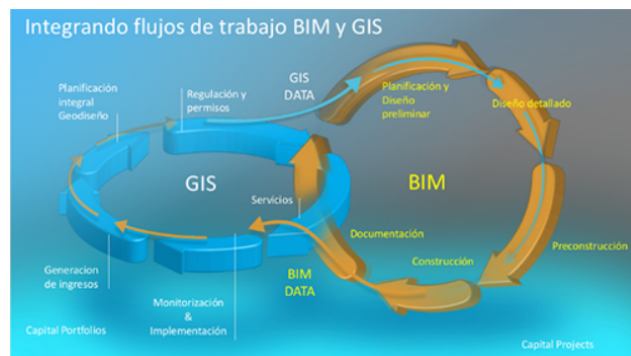 Integrando flujos de trabajo BIM y GIS
Planificación
integral
Geodiseño
Regulación y
permisos
GIS
DATA
Planificación y
Diseño
preliminar
Diseño detallado
GIS
BIM
Servicios
Documentación
Preconstrucción
Construcción
Generacion
de ingresos
BIM
DATA
Monitorización
&
Implementación
Capital Portfolios
Capital Projects